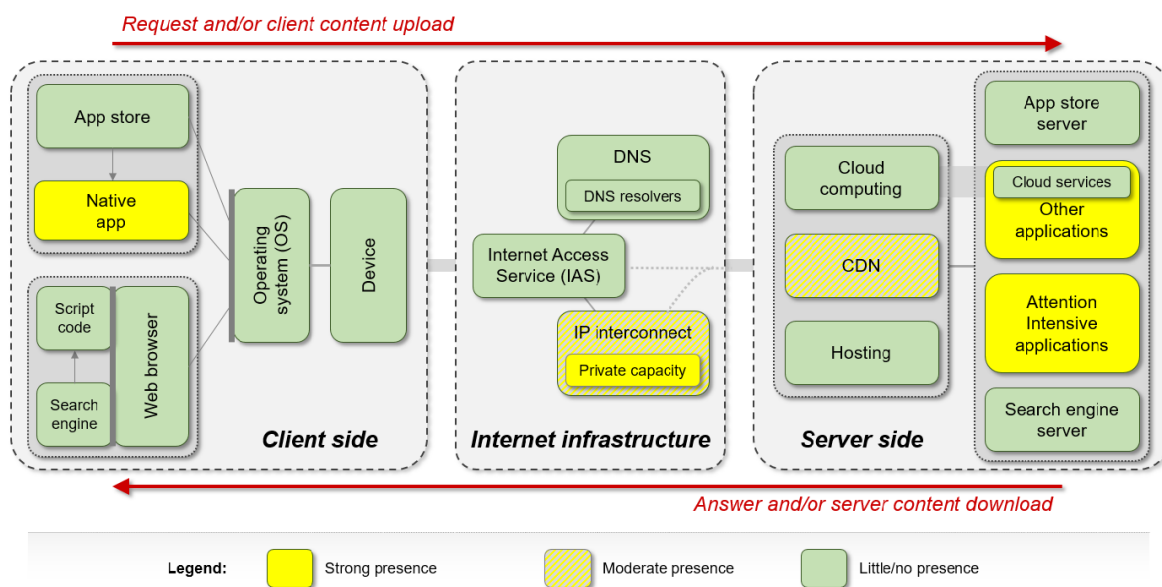 Request and/or client content upload
App store
Native
app
Script
code
Search
engine
Web browser
Operating
system (OS)
Device
Client side
DNS
DNS resolvers
Internet Access
Service (IAS)
IP interconnect
Private capacity
Internet infrastructure
Cloud
computing
CDN
Hosting
Server side
App store
server
Cloud services
Other
applications
Attention
Intensive
applications
Search engine
server
Answer and/or server content download
Legend:
Strong presence
Moderate presence
Little/no presence